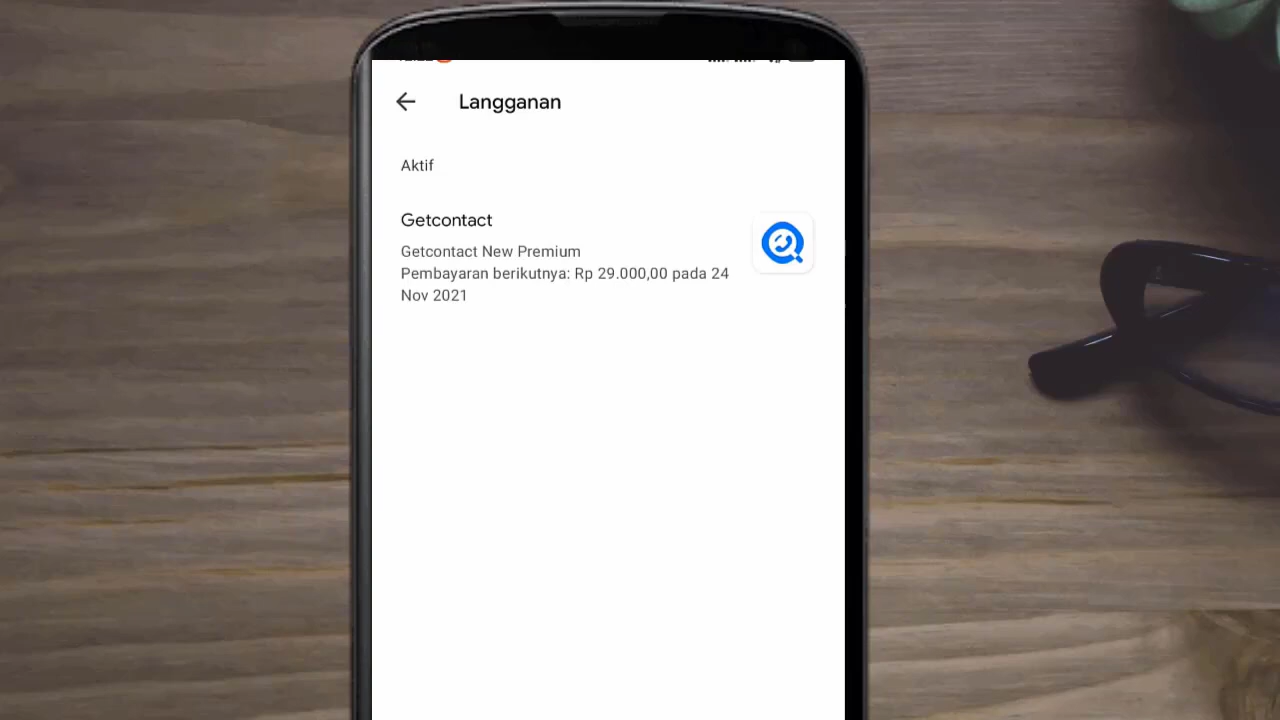 Langganan
Aktif
Getcontact
Getcontact New Premium
Pembayaran berikutnya: Rp 29.000,00 pada 24
Nov 2021